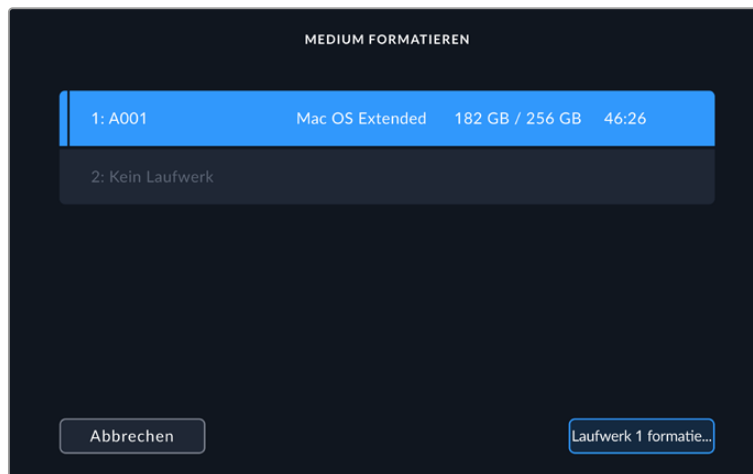 MEDIUM FORMATIEREN
1: A001 Mac OS Extended 182 GB / 256 GB 46:26
2: Kein Laufwerk
Abbrechen Laufwerk 1 formatie...